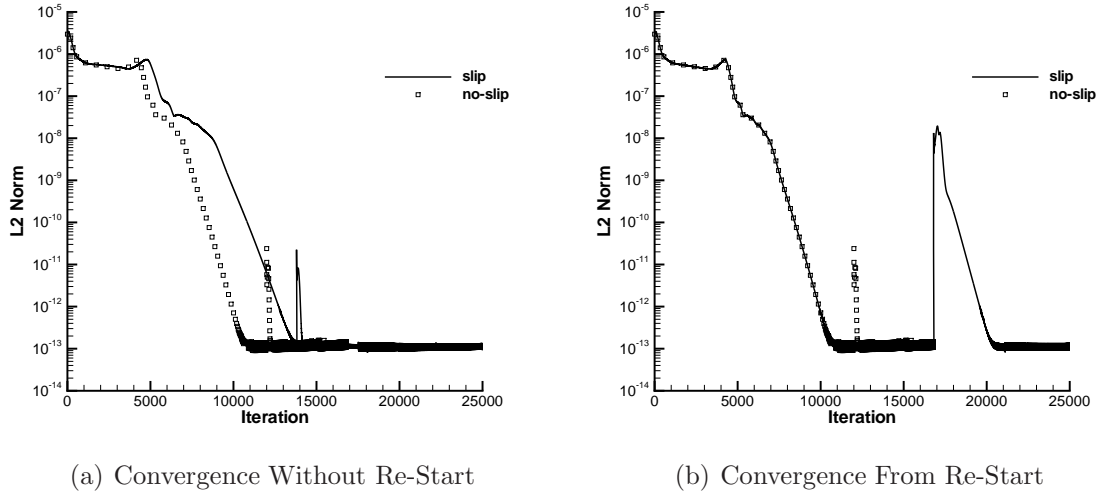 10-5
10-6
10-7
10-8
10-9
10-10
10-11
10-12
10-13
10-14
L2 Norm
0 5000 10000 15000 20000 25000
Iteration
slip
no-slip
(a) Convergence Without Re-Start
10-5
10-6
10-7
10-8
10-9
10-10
10-11
10-12
10-13
10-14
L2 Norm
0 5000 10000 15000 20000 25000
Iteration
slip
no-slip
(b) Convergence From Re-Start